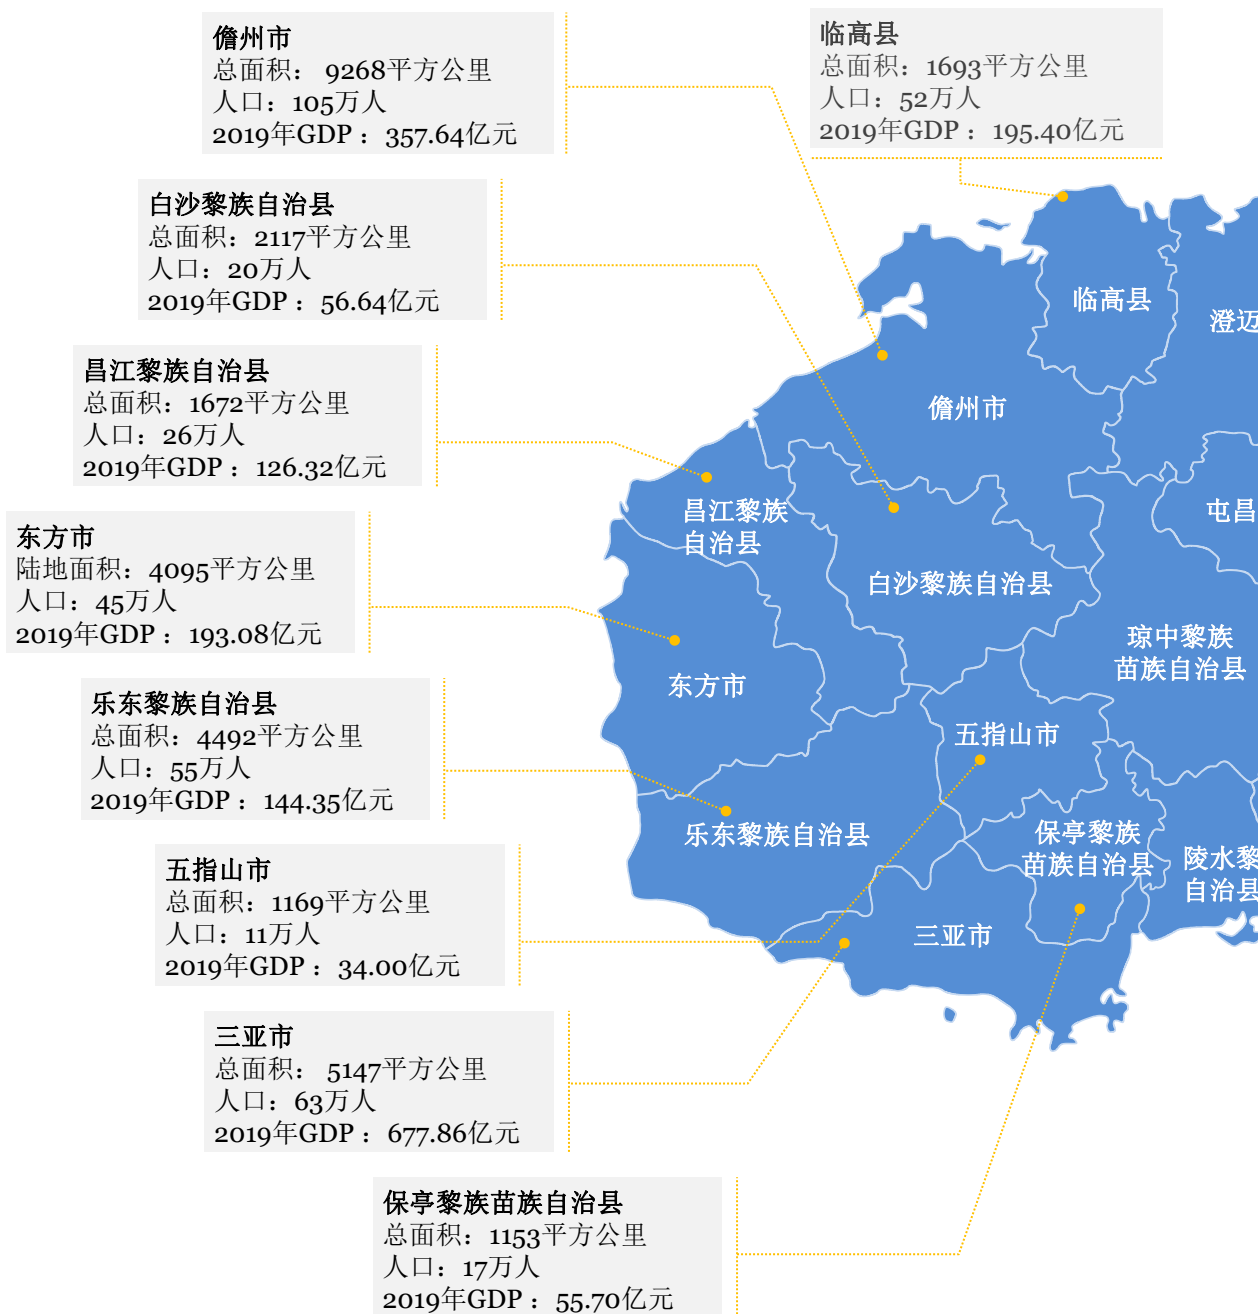 儋州市
总面积： 9268平方公里
人口：105万人
2019年GDP ：357.64亿元
临高县
总面积：1693平方公里
人口：52万人
2019年GDP ：195.40亿元
白沙黎族自治县
总面积：2117平方公里
人口：20万人
2019年GDP ：56.64亿元
昌江黎族自治县
总面积：1672平方公里
人口：26万人
2019年GDP ：126.32亿元
东方市
陆地面积：4095平方公里
人口：45万人
2019年GDP ：193.08亿元
乐东黎族自治县
总面积：4492平方公里
人口：55万人
2019年GDP ：144.35亿元
五指山市
总面积：1169平方公里
人口：11万人
2019年GDP ：34.00亿元
三亚市
总面积： 5147平方公里
人口：63万人
2019年GDP ：677.86亿元
保亭黎族苗族自治县
总面积：1153平方公里
人口：17万人
2019年GDP ：55.70亿元
临高县
澄迈
儋州市
昌江黎族
自治县
屯昌
白沙黎族自治县
琼中黎族
苗族自治县
东方市
五指山市
乐东黎族自治县
保亭黎族
苗族自治县
陵水黎
自治县
三亚市